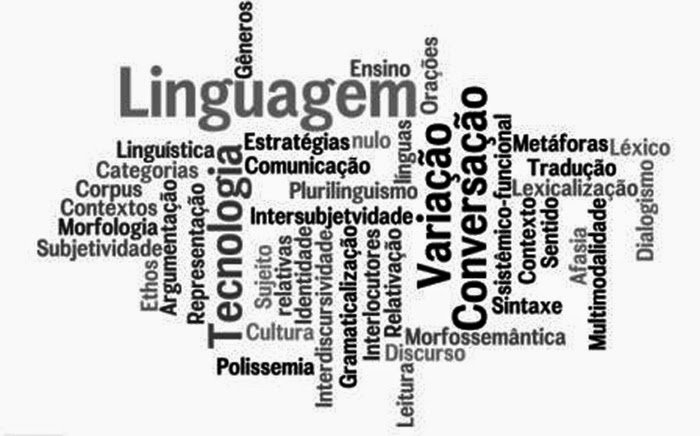 Gêneros
Ensino
Orações
Linguagem
línguas
Estratégias
nulo
Linguística
Comunicação
Categorias
Plurilinguismo
Corpus
Contextos
Intersubjetvidade
Morfologia
Subjetividade
Ethos
Argumentação
Representação
Tecnologia
Sujeito
relativas
Identidade
Interdiscursividade
Gramaticalização
Interlocutores
Relativação
Variação
Conversação
sistêmico-funcional
Metáforas
Léxico
Tradução
Lexicalização
Contexto
Sentido
Afasia
Multimodalidade
Dialogismo
Sintaxe
Cultura
Morfossemântica
Discurso
Polissemia
Leitura